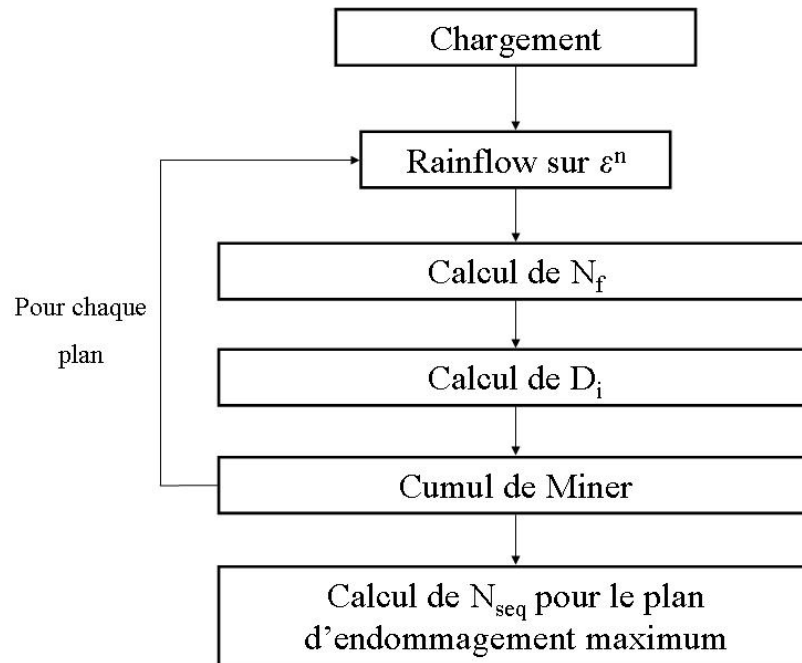 Chargement
Rainflow sur εⁿ
Calcul de N_f
Pour chaque
plan
Calcul de D_i
Cumul de Miner
Calcul de N_seq pour le plan
d'endommagement maximum